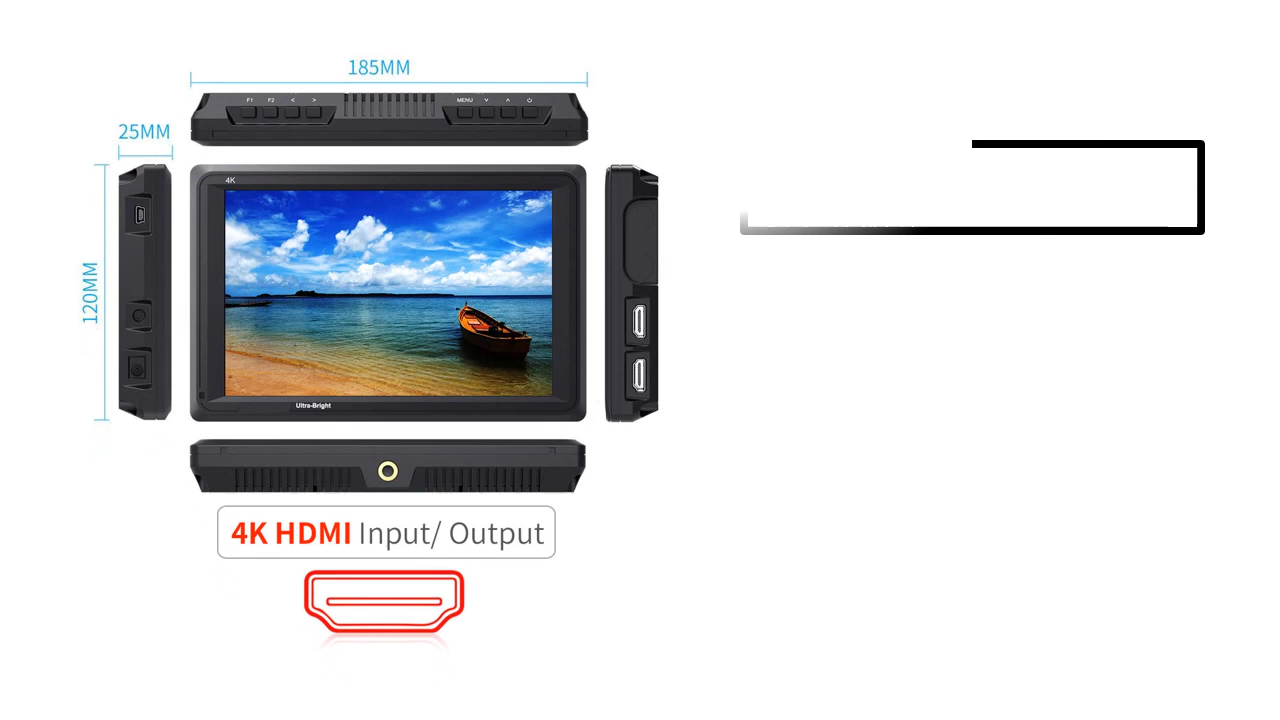 185MM
F1 F2 < > MENU ∨ ∧ ⏻
25MM
120MM
4K
Ultra-Bright
4K HDMI Input/ Output